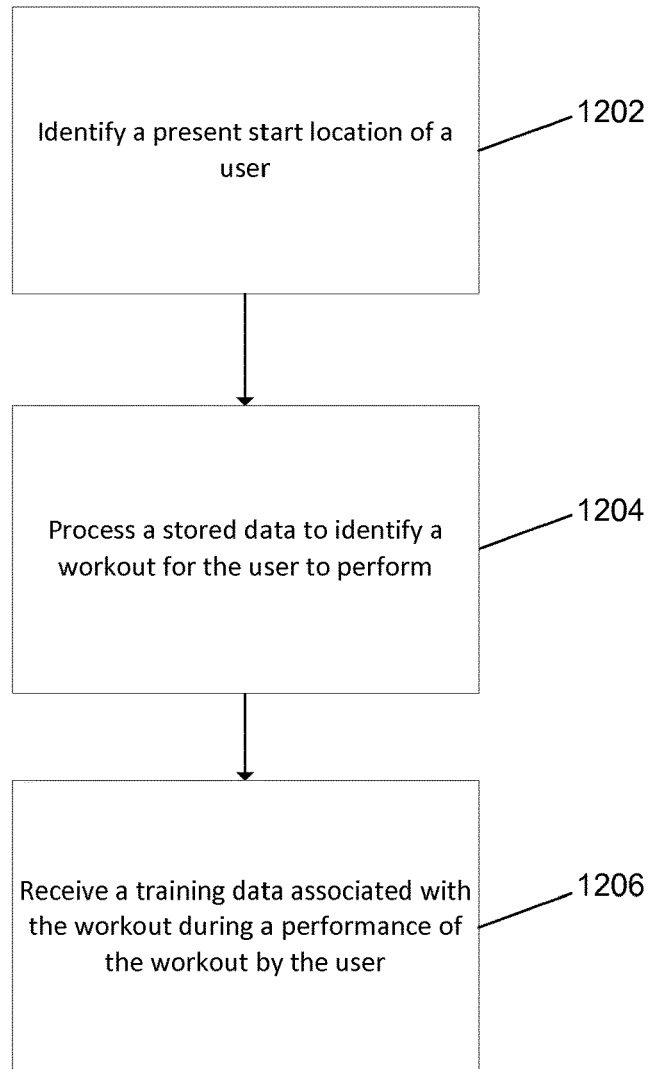 Identify a present start location of a
user
1202
Process a stored data to identify a
workout for the user to perform
1204
Receive a training data associated with
the workout during a performance of
the workout by the user
1206